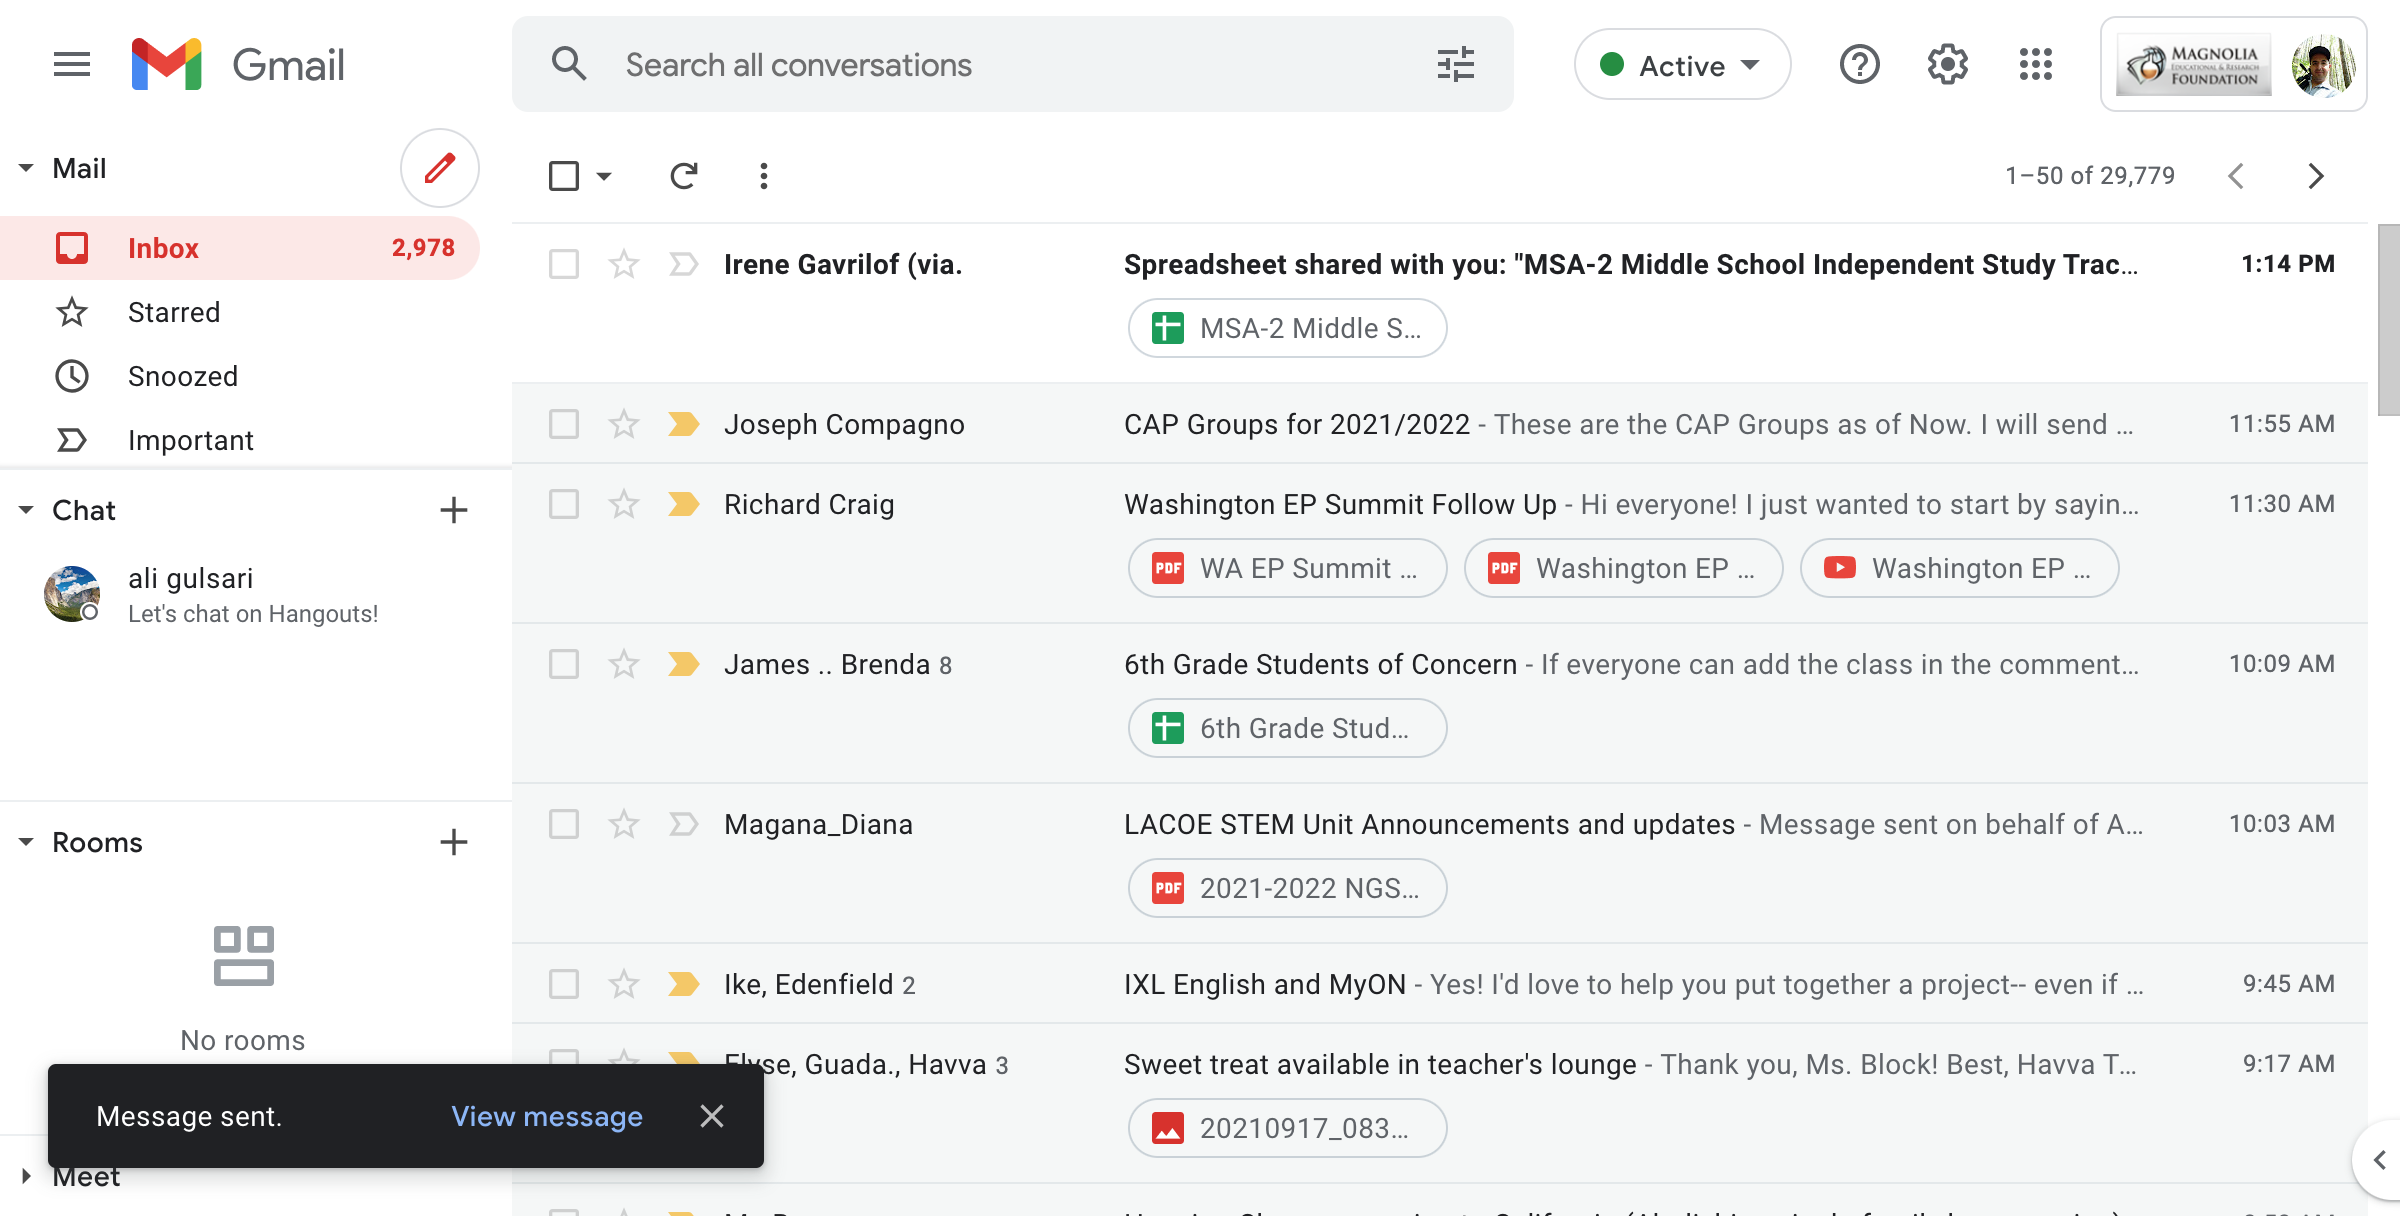 Gmail
Search all conversations
Active
MAGNOLIA
EDUCATIONAL & RESEARCH
FOUNDATION
Mail
1–50 of 29,779
Inbox 2,978
Starred
Snoozed
Important
Chat
ali gulsari
Let's chat on Hangouts!
Rooms
No rooms
Meet
Irene Gavrilof (via. Spreadsheet shared with you: "MSA-2 Middle School Independent Study Trac... 1:14 PM
MSA-2 Middle S...
Joseph Compagno CAP Groups for 2021/2022 - These are the CAP Groups as of Now. I will send ... 11:55 AM
Richard Craig Washington EP Summit Follow Up - Hi everyone! I just wanted to start by sayin... 11:30 AM
PDF WA EP Summit ... PDF Washington EP ... Washington EP ...
James .. Brenda 8 6th Grade Students of Concern - If everyone can add the class in the comment... 10:09 AM
6th Grade Stud...
Magana_Diana LACOE STEM Unit Announcements and updates - Message sent on behalf of A... 10:03 AM
PDF 2021-2022 NGS...
Ike, Edenfield 2 IXL English and MyON - Yes! I'd love to help you put together a project-- even if ... 9:45 AM
Elyse, Guada., Havva 3 Sweet treat available in teacher's lounge - Thank you, Ms. Block! Best, Havva T... 9:17 AM
20210917_083...
Message sent. View message